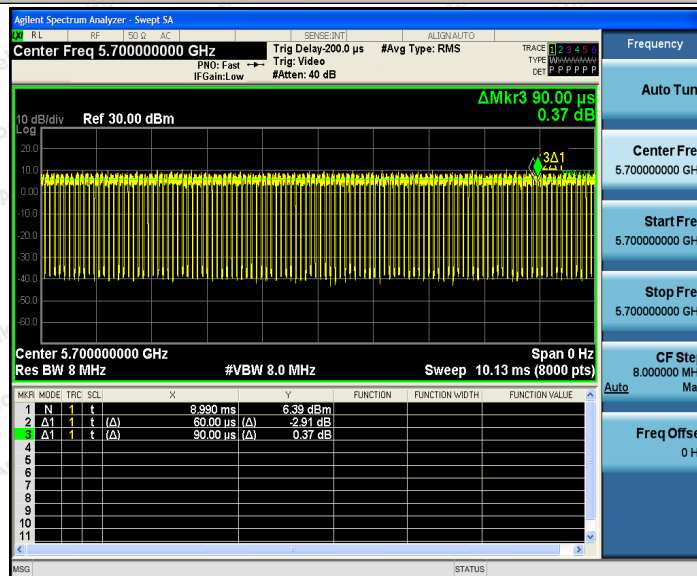 Agilent Spectrum Analyzer - Swept SA
RL RF 50 Ω AC SENSE:INT ALIGN AUTO
Center Freq 5.700000000 GHz
Trig Delay-200.0 µs #Avg Type: RMS
PNO: Fast Trig: Video
IFGain:Low #Atten: 40 dB
TRACE 1 2 3 4 5 6
TYPE W
DET P P P P P P
ΔMkr3 90.00 µs
0.37 dB
10 dB/div Ref 30.00 dBm
Log
20.0
10.0
0.00
-10.0
-20.0
-30.0
-40.0
-50.0
-60.0
3Δ1
Center 5.700000000 GHz Span 0 Hz
Res BW 8 MHz #VBW 8.0 MHz Sweep 10.13 ms (8000 pts)
MKR MODE TRC SCL X Y FUNCTION FUNCTION WIDTH FUNCTION VALUE
1 N 1 t 8.990 ms 6.39 dBm
2 Δ1 1 t (Δ) 60.00 µs (Δ) -2.91 dB
3 Δ1 1 t (Δ) 90.00 µs (Δ) 0.37 dB
4
5
6
7
8
9
10
11
MSG STATUS
Frequency
Auto Tun
Center Fre
5.700000000 GH
Start Fre
5.700000000 GH
Stop Fre
5.700000000 GH
CF Ste
8.000000 MH
Auto Ma
Freq Offse
0 H